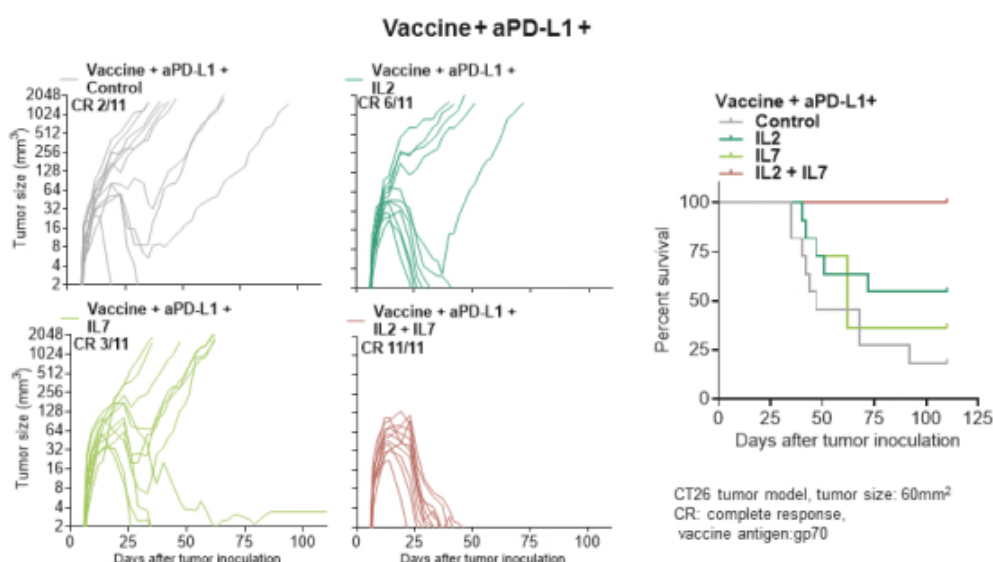 Vaccine+ aPD-L1 +
Vaccine + aPD-L1 +
Control
CR 2/11
2048
1024
512
256
128
64
32
16
8
4
2
Tumor size (mm3)
Vaccine + aPD-L1 +
IL2
CR 6/11
Vaccine + aPD-L1 +
IL7
CR 3/11
2048
1024
512
256
128
64
32
16
8
4
2
Tumor size (mm3)
0 25 50 75 100
Days after tumor inoculation
Vaccine + aPD-L1 +
IL2 + IL7
CR 11/11
0 25 50 75 100
Days after tumor inoculation
Vaccine + aPD-L1+
Control
IL2
IL7
IL2 + IL7
100
75
50
25
0
Percent survival
0 25 50 75 100 125
Days after tumor inoculation
CT26 tumor model, tumor size: 60mm2
CR: complete response,
vaccine antigen:gp70